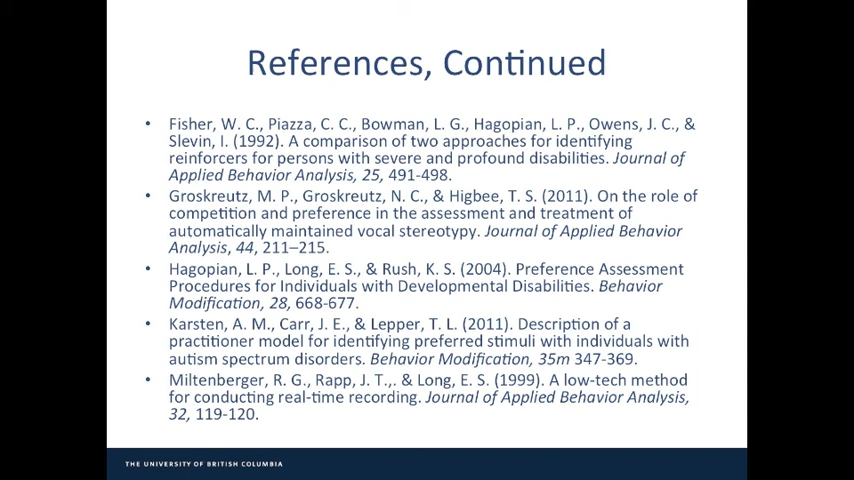 References, Continued
• Fisher, W. C., Piazza, C. C., Bowman, L. G., Hagopian, L. P., Owens, J. C., &
Slevin, I. (1992). A comparison of two approaches for identifying
reinforcers for persons with severe and profound disabilities. Journal of
Applied Behavior Analysis, 25, 491-498.
• Groskreutz, M. P., Groskreutz, N. C., & Higbee, T. S. (2011). On the role of
competition and preference in the assessment and treatment of
automatically maintained vocal stereotypy. Journal of Applied Behavior
Analysis, 44, 211–215.
• Hagopian, L. P., Long, E. S., & Rush, K. S. (2004). Preference Assessment
Procedures for Individuals with Developmental Disabilities. Behavior
Modification, 28, 668-677.
• Karsten, A. M., Carr, J. E., & Lepper, T. L. (2011). Description of a
practitioner model for identifying preferred stimuli with individuals with
autism spectrum disorders. Behavior Modification, 35m 347-369.
• Miltenberger, R. G., Rapp, J. T.,. & Long, E. S. (1999). A low-tech method
for conducting real-time recording. Journal of Applied Behavior Analysis,
32, 119-120.
THE UNIVERSITY OF BRITISH COLUMBIA